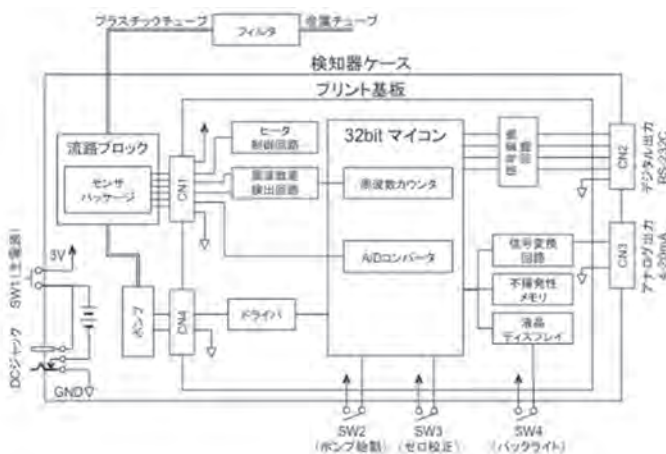 プラスチックチューブ
フィルタ
金属チューブ
検知器ケース
プリント基板
流路ブロック
センサ
パッケージ
CN1
ヒータ
制御回路
周波数差
検出回路
32bit マイコン
周波数カウンタ
A/Dコンバータ
信号変換
回路
CN2
デジタル出力
RS-232C
信号変換
回路
CN3
アナログ出力
4-20mA
不揮発性
メモリ
液晶
ディスプレイ
3V
SW1(主電源)
DCジャック
GND
ポンプ
CN4
ドライバ
SW2
(ポンプ始動)
SW3
(ゼロ校正)
SW4
(バックライト)